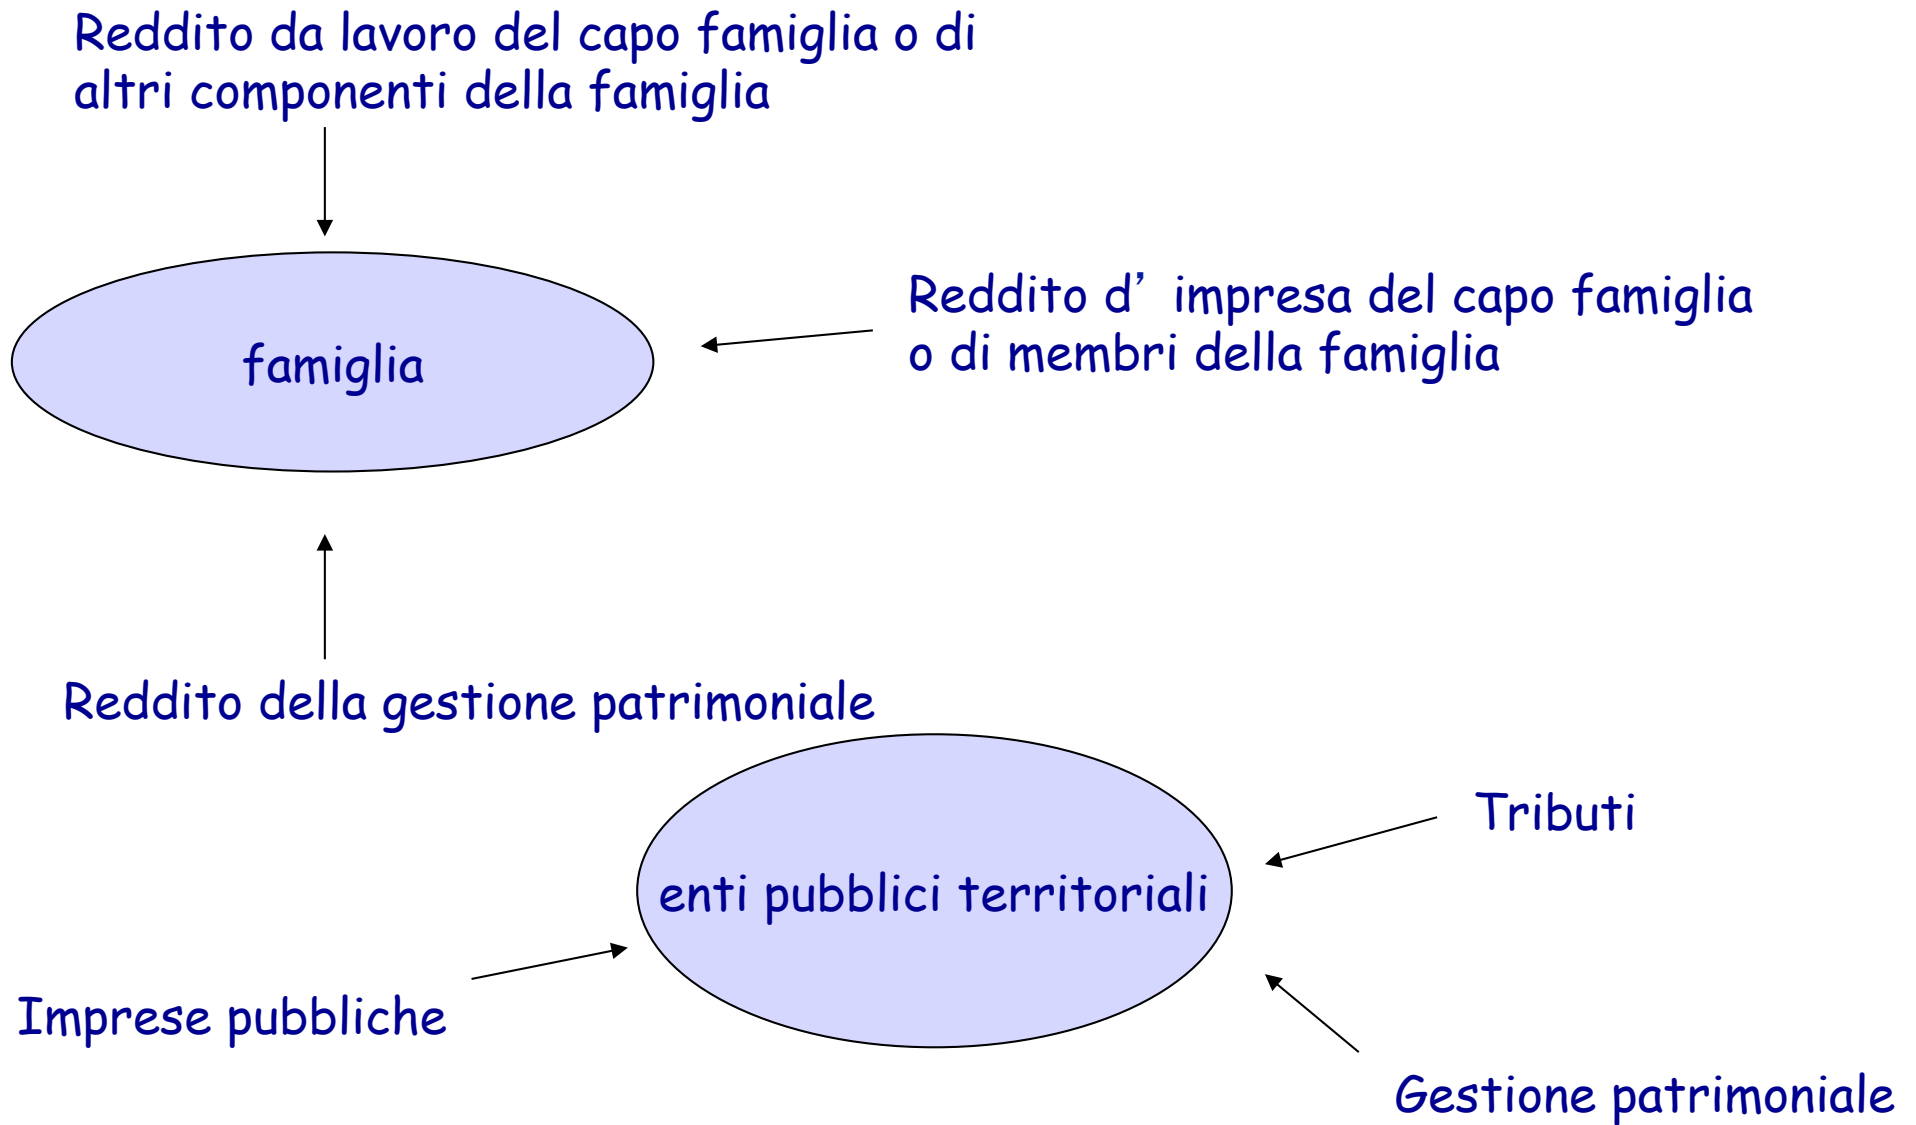 Reddito da lavoro del capo famiglia o di
altri componenti della famiglia
famiglia
Reddito d’ impresa del capo famiglia
o di membri della famiglia
Reddito della gestione patrimoniale
Tributi
enti pubblici territoriali
Imprese pubbliche
Gestione patrimoniale